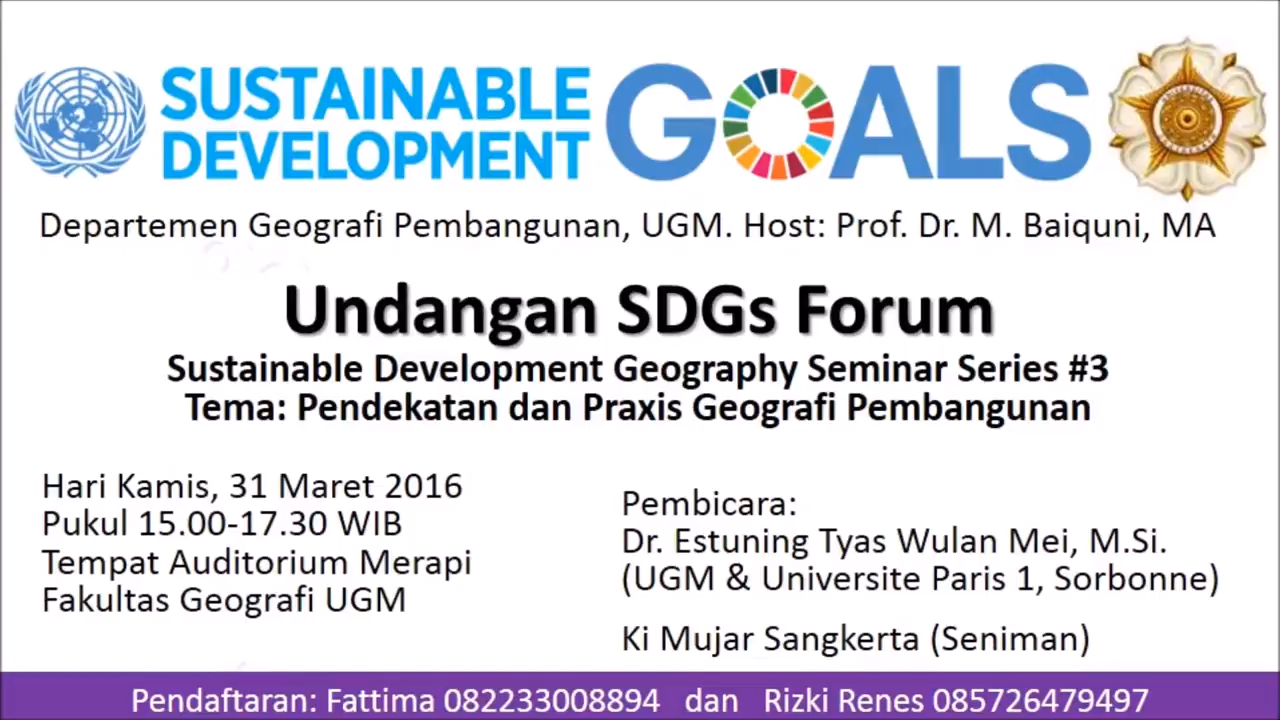 SUSTAINABLE
DEVELOPMENT
GOALS
Departemen Geografi Pembangunan, UGM. Host: Prof. Dr. M. Baiquni, MA
Undangan SDGs Forum
Sustainable Development Geography Seminar Series #3
Tema: Pendekatan dan Praxis Geografi Pembangunan
Hari Kamis, 31 Maret 2016
Pukul 15.00-17.30 WIB
Tempat Auditorium Merapi
Fakultas Geografi UGM
Pembicara:
Dr. Estuning Tyas Wulan Mei, M.Si.
(UGM & Universite Paris 1, Sorbonne)
Ki Mujar Sangkerta (Seniman)
Pendaftaran: Fattima 082233008894 dan Rizki Renes 085726479497